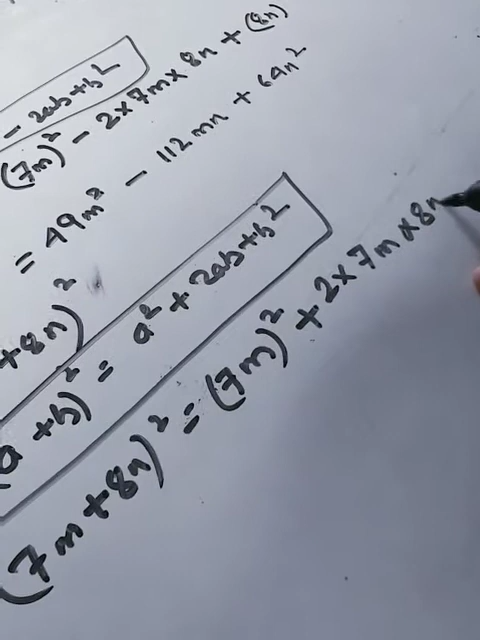 - 2ab+b²
(7m)² - 2×7m×8n + (8n)
= 49m² - 112mn + 64n²
+8n)²
(a+b)² = a² + 2ab+b²
(7m+8n)² = (7m)² + 2×7m×8n